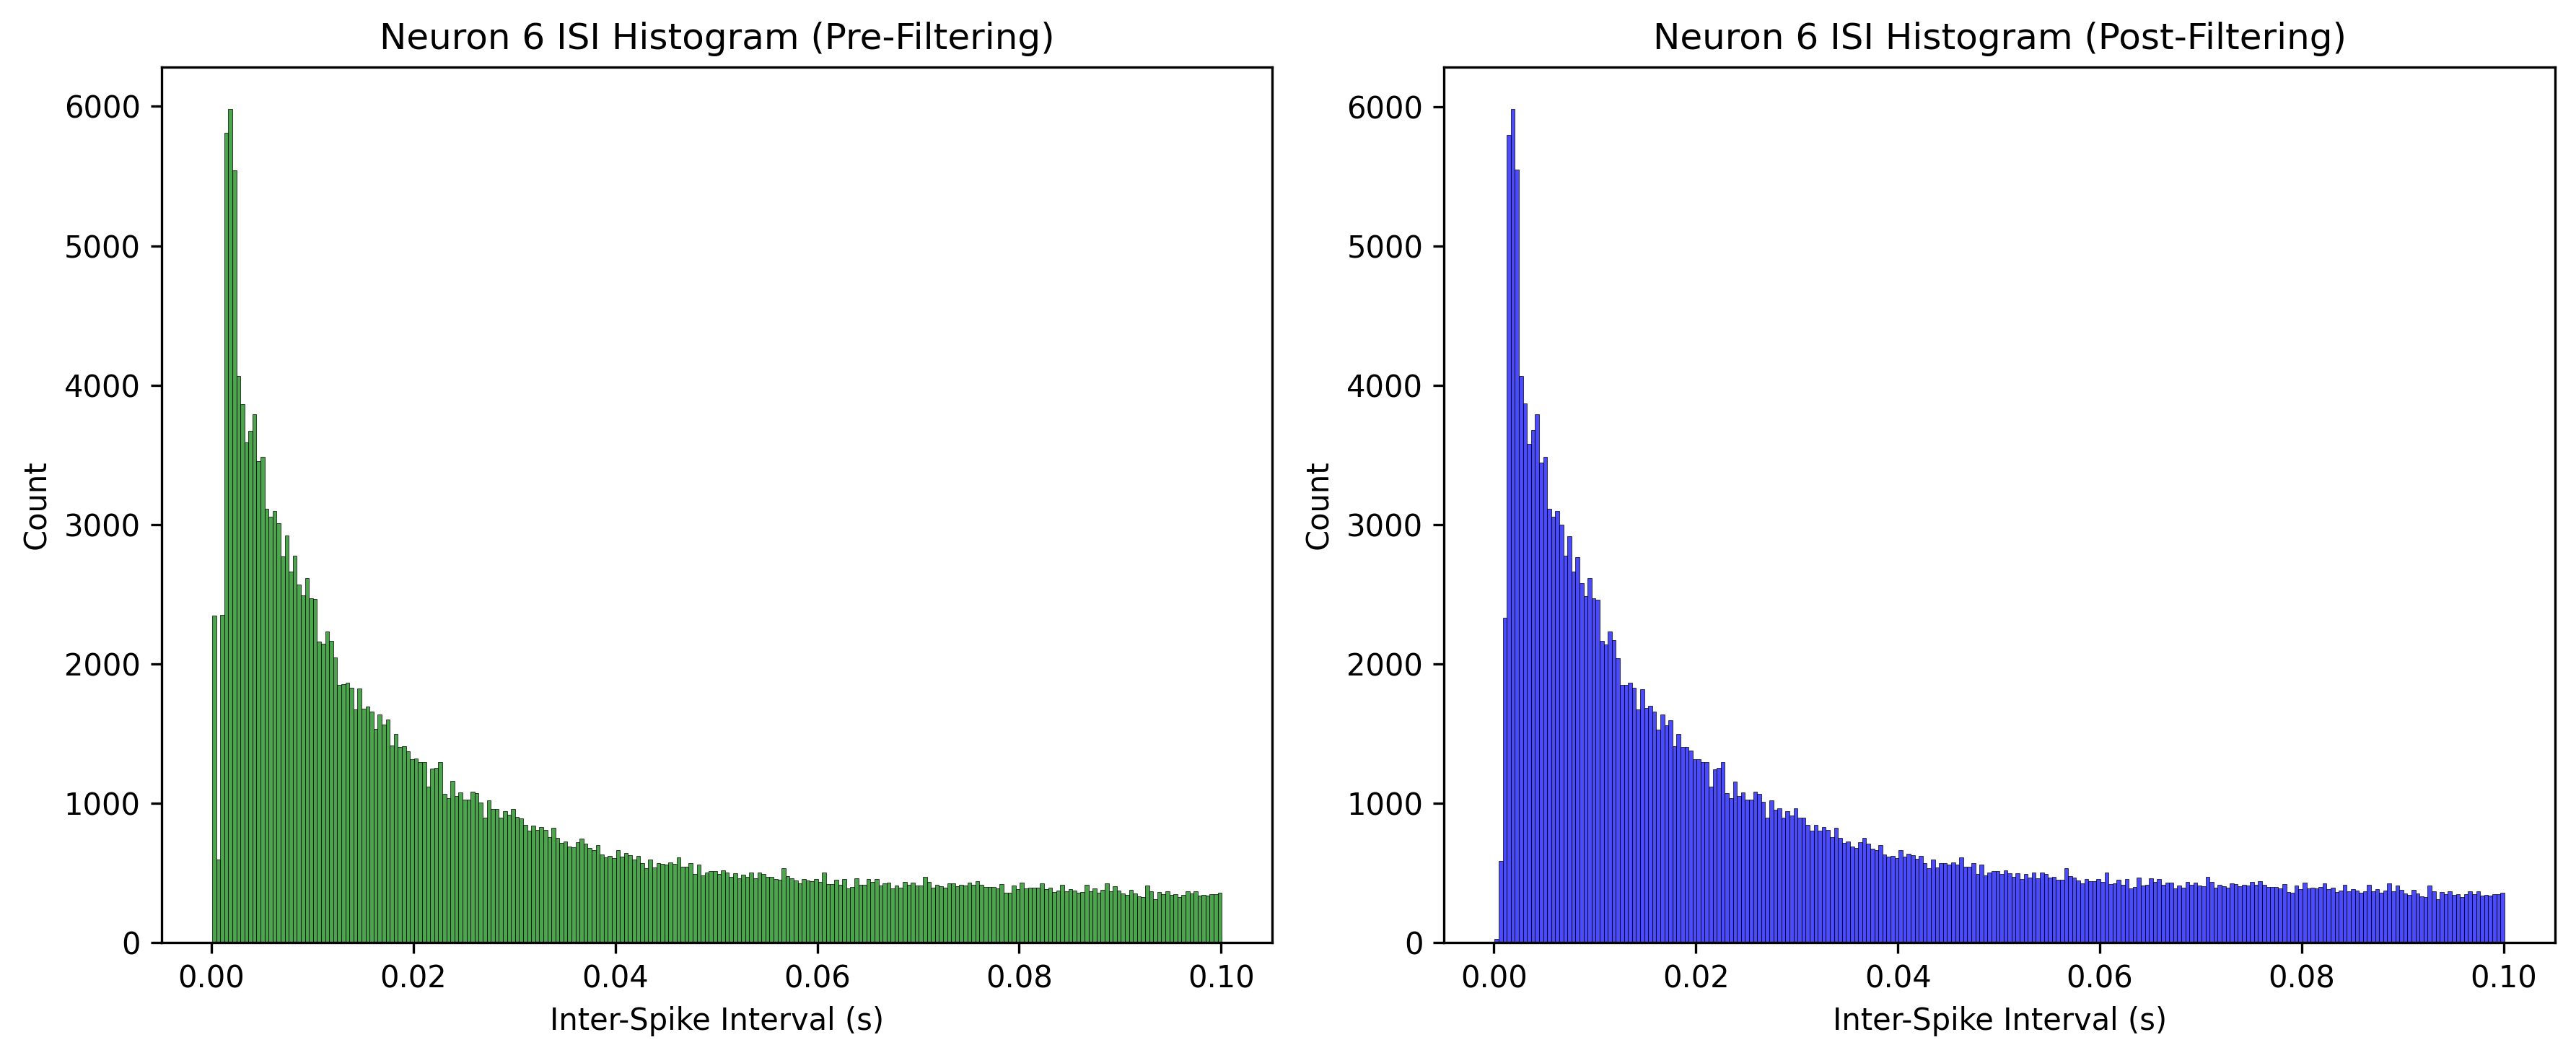 Neuron 6 ISI Histogram (Pre-Filtering)
6000
5000
4000
3000
2000
1000
0
Count
0.00 0.02 0.04 0.06 0.08 0.10
Inter-Spike Interval (s)
Neuron 6 ISI Histogram (Post-Filtering)
6000
5000
4000
3000
2000
1000
0
Count
0.00 0.02 0.04 0.06 0.08 0.10
Inter-Spike Interval (s)